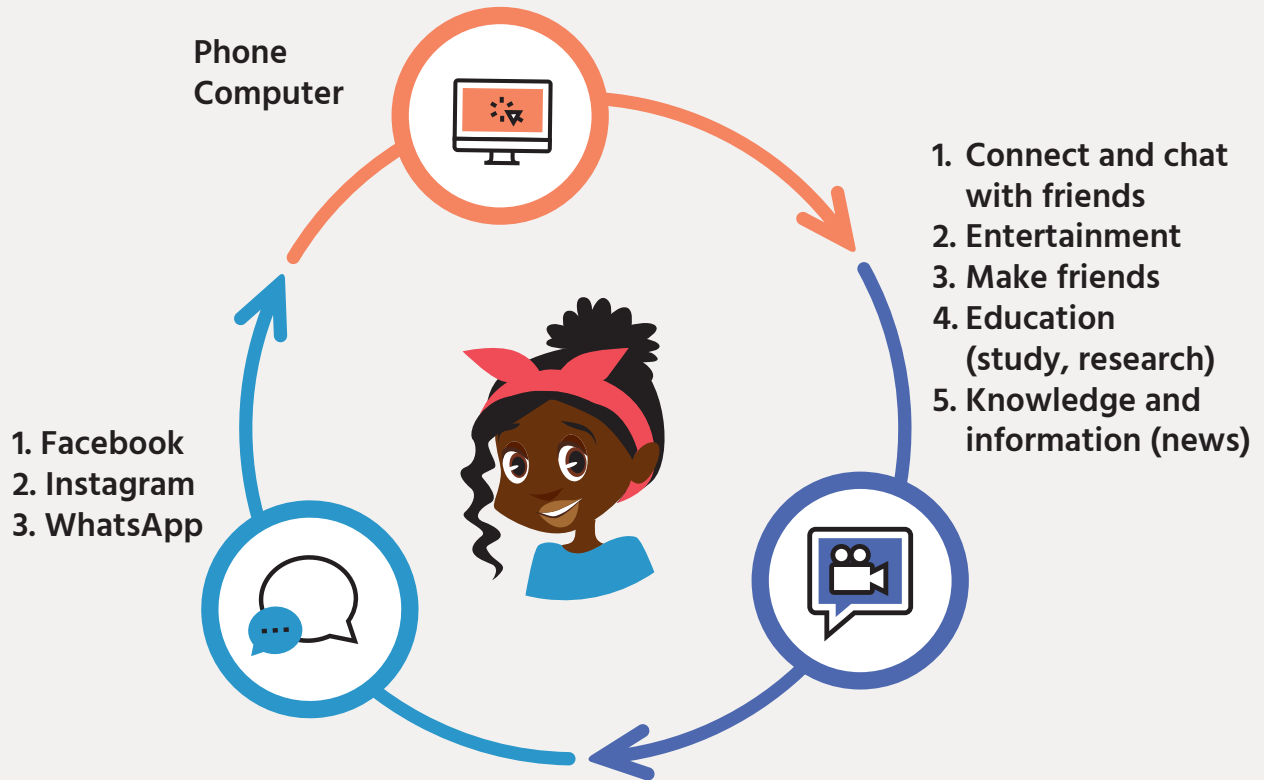 Phone
Computer
1. Connect and chat
with friends
2. Entertainment
3. Make friends
4. Education
(study, research)
5. Knowledge and
information (news)
1. Facebook
2. Instagram
3. WhatsApp